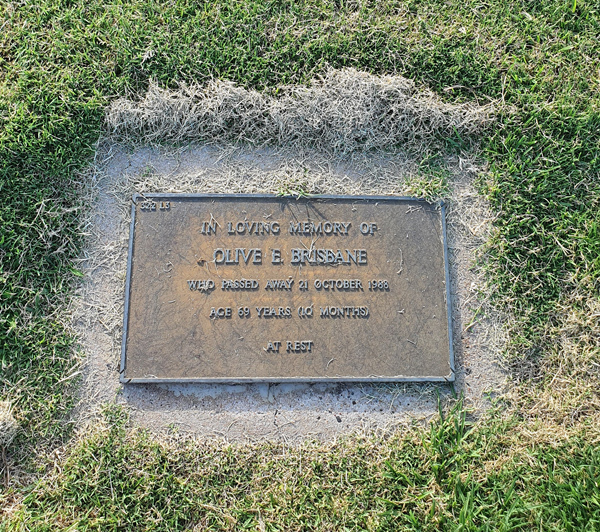 IN LOVING MEMORY OF
OLIVE E. BRISBANE
WHO PASSED AWAY 21 OCTOBER 1988
AGE 69 YEARS (10 MONTHS)
AT REST